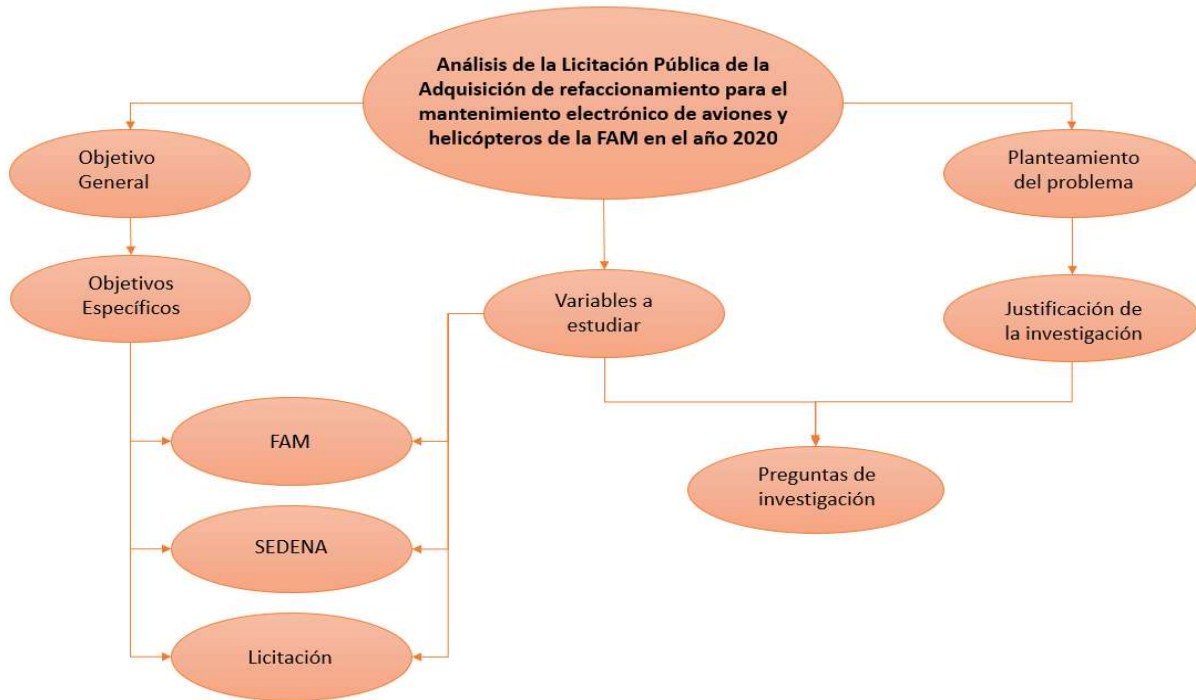 Análisis de la Licitación Pública de la
Adquisición de refaccionamiento para el
mantenimiento electrónico de aviones y
helicópteros de la FAM en el año 2020
Objetivo
General
Planteamiento
del problema
Objetivos
Específicos
Variables a
estudiar
Justificación de
la investigación
FAM
Preguntas de
investigación
SEDENA
Licitación